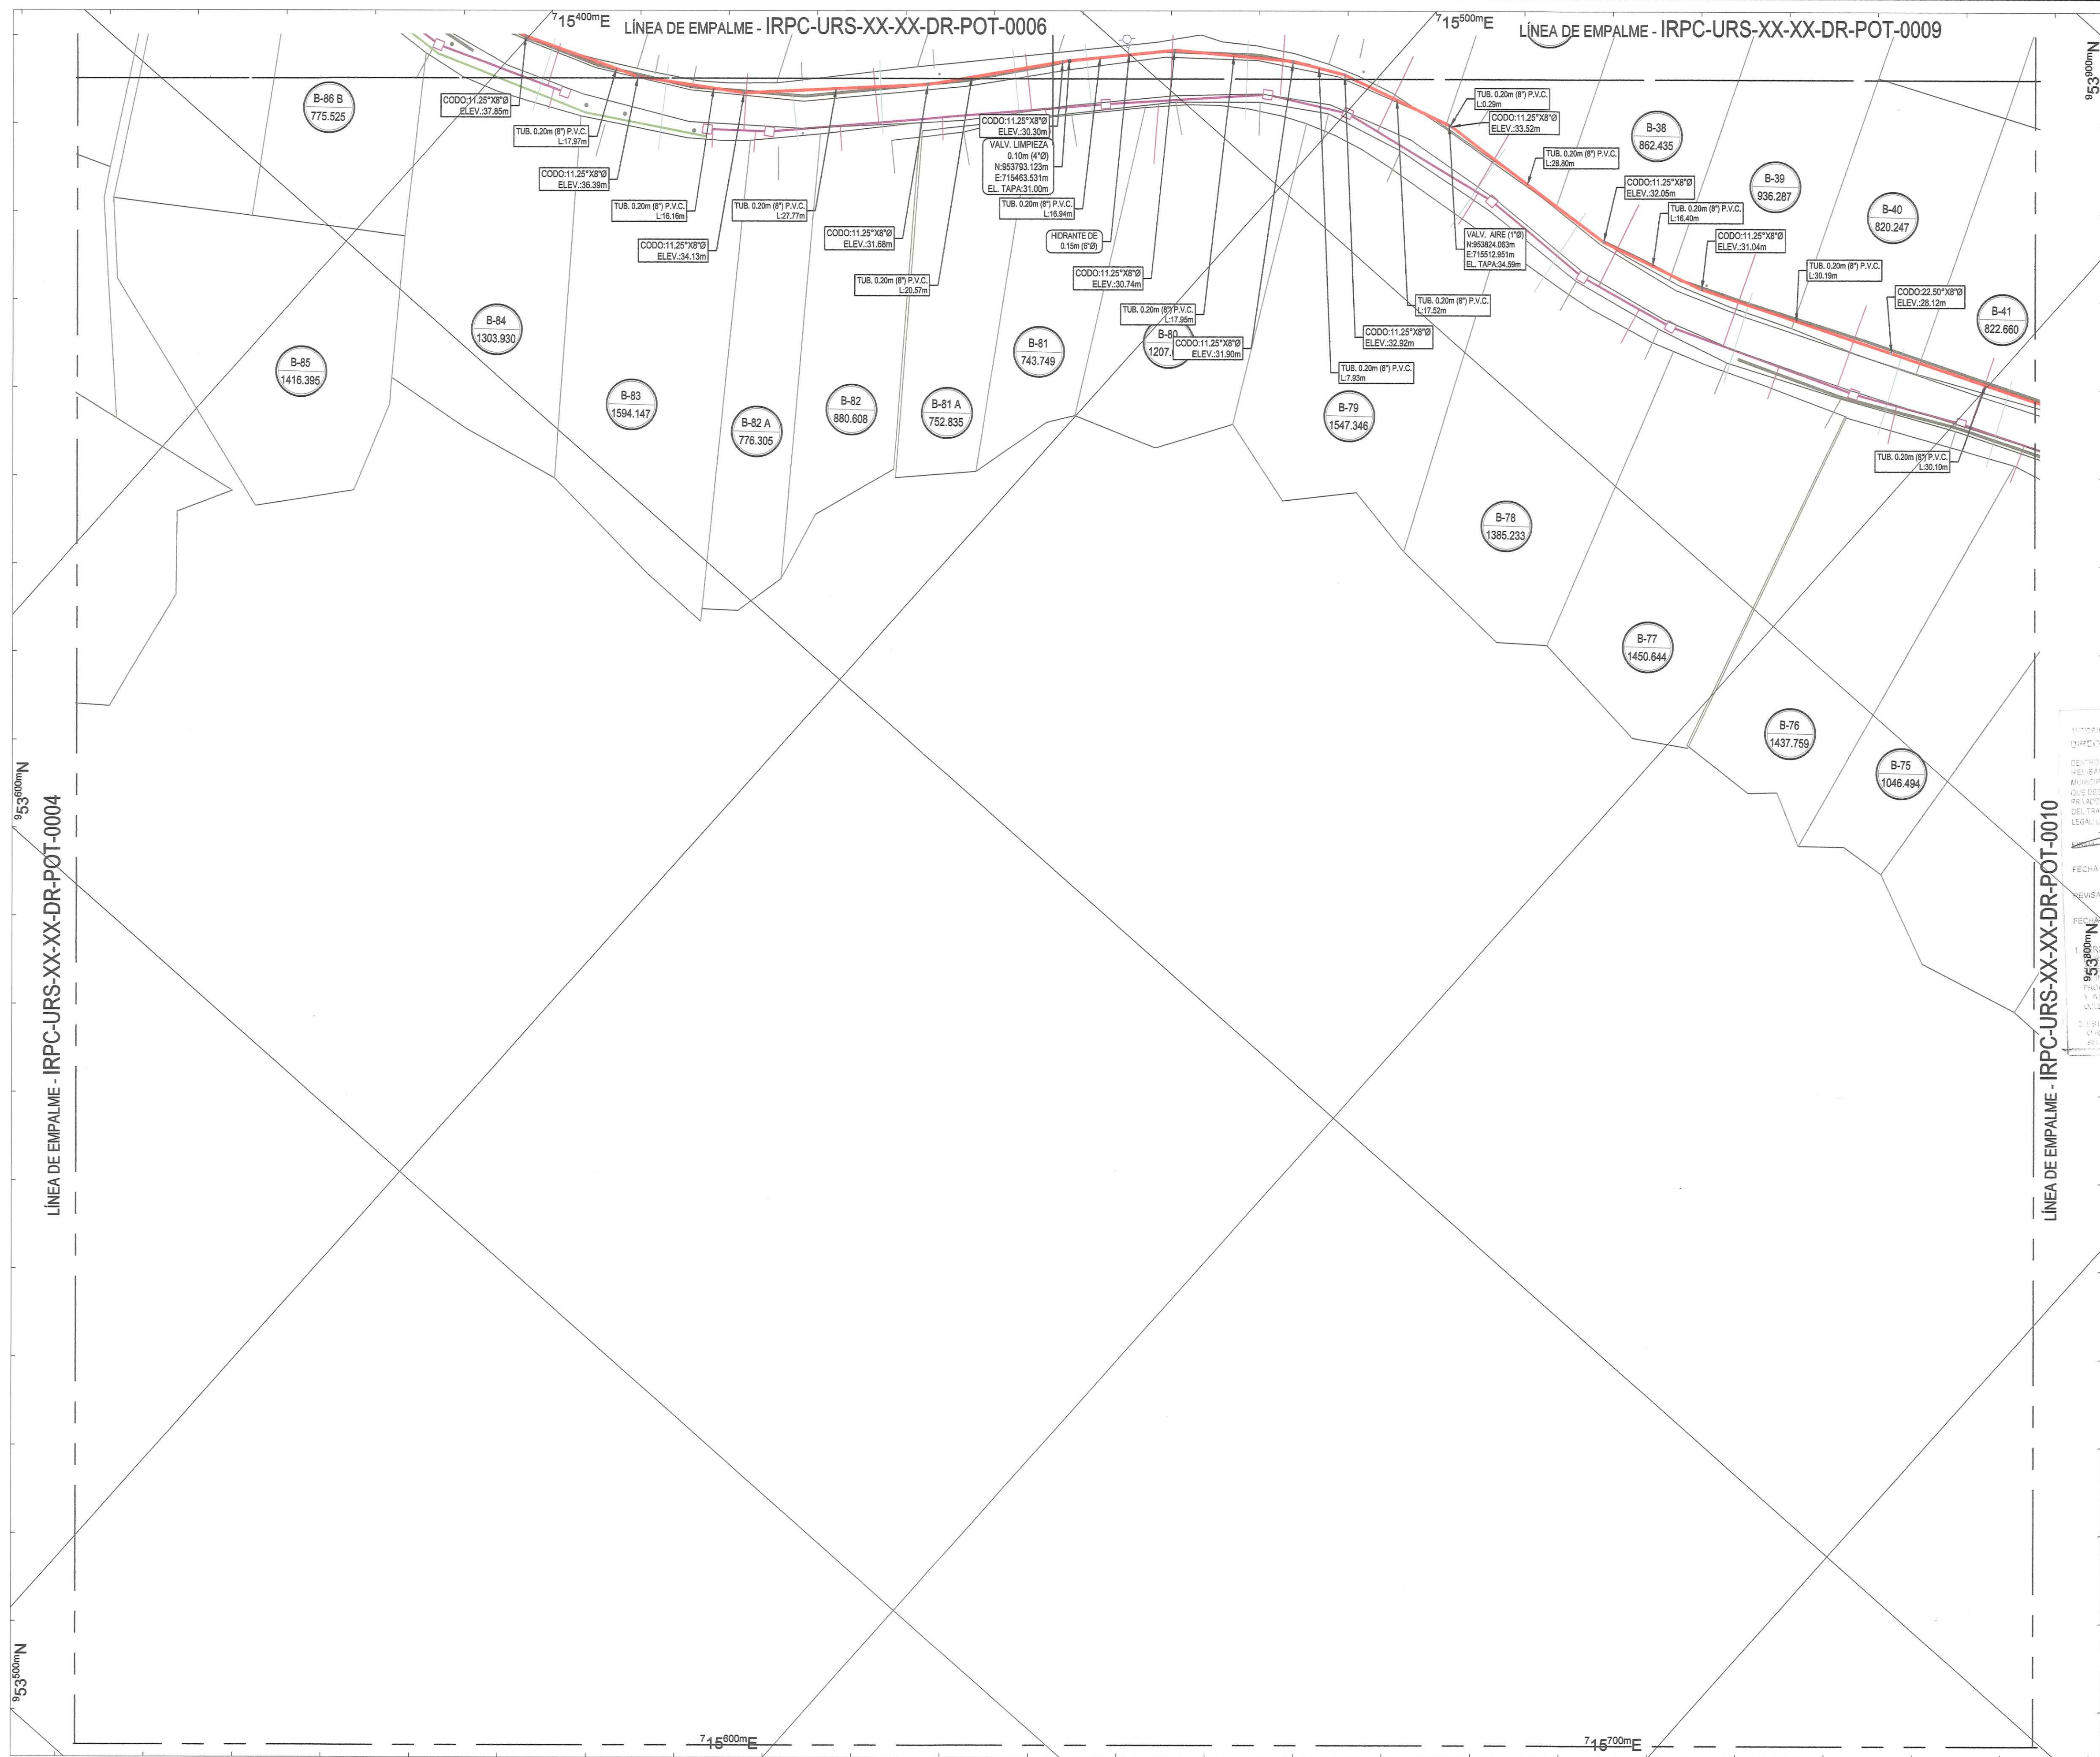 715400mE
LÍNEA DE EMPALME - IRPC-URS-XX-XX-DR-POT-0006
715500mE
LÍNEA DE EMPALME - IRPC-URS-XX-XX-DR-POT-0009
953900mN
B-86 B
775.525
CODO:11.25°X8"Ø
ELEV.:37.85m
TUB. 0.20m (8") P.V.C.
L:17.97m
CODO:11.25°X8"Ø
ELEV.:36.39m
TUB. 0.20m (8") P.V.C.
L:16.16m
CODO:11.25°X8"Ø
ELEV.:34.13m
TUB. 0.20m (8") P.V.C.
L:27.77m
CODO:11.25°X8"Ø
ELEV.:31.68m
TUB. 0.20m (8") P.V.C.
L:20.57m
CODO:11.25°X8"Ø
ELEV.:30.30m
VALV. LIMPIEZA
0.10m (4"Ø)
N:953793.123m
E:715463.531m
EL. TAPA:31.00m
TUB. 0.20m (8") P.V.C.
L:16.94m
HIDRANTE DE
0.15m (6"Ø)
CODO:11.25°X8"Ø
ELEV.:30.74m
TUB. 0.20m (8") P.V.C.
L:17.95m
CODO:11.25°X8"Ø
ELEV.:31.90m
TUB. 0.20m (8") P.V.C.
L:7.93m
CODO:11.25°X8"Ø
ELEV.:32.92m
TUB. 0.20m (8") P.V.C.
L:17.52m
VALV. AIRE (1"Ø)
N:953824.063m
E:715512.951m
EL. TAPA:34.59m
TUB. 0.20m (8") P.V.C.
L:0.29m
CODO:11.25°X8"Ø
ELEV.:33.52m
TUB. 0.20m (8") P.V.C.
L:28.80m
CODO:11.25°X8"Ø
ELEV.:32.05m
TUB. 0.20m (8") P.V.C.
L:16.40m
CODO:11.25°X8"Ø
ELEV.:31.04m
TUB. 0.20m (8") P.V.C.
L:30.19m
CODO:22.50°X8"Ø
ELEV.:28.12m
TUB. 0.20m (8") P.V.C.
L:30.10m
B-38
862.435
B-39
936.287
B-40
820.247
B-41
822.660
B-85
1416.395
B-84
1303.930
B-83
1594.147
B-82 A
776.305
B-82
880.608
B-81 A
752.835
B-81
743.749
B-80
1207.
B-79
1547.346
B-78
1385.233
B-77
1450.644
B-76
1437.759
B-75
1046.494
953600mN
LÍNEA DE EMPALME - IRPC-URS-XX-XX-DR-POT-0004
LÍNEA DE EMPALME - IRPC-URS-XX-XX-DR-POT-0010
FECHA
FECHA
953800mN
953500mN
715600mE
715700mE